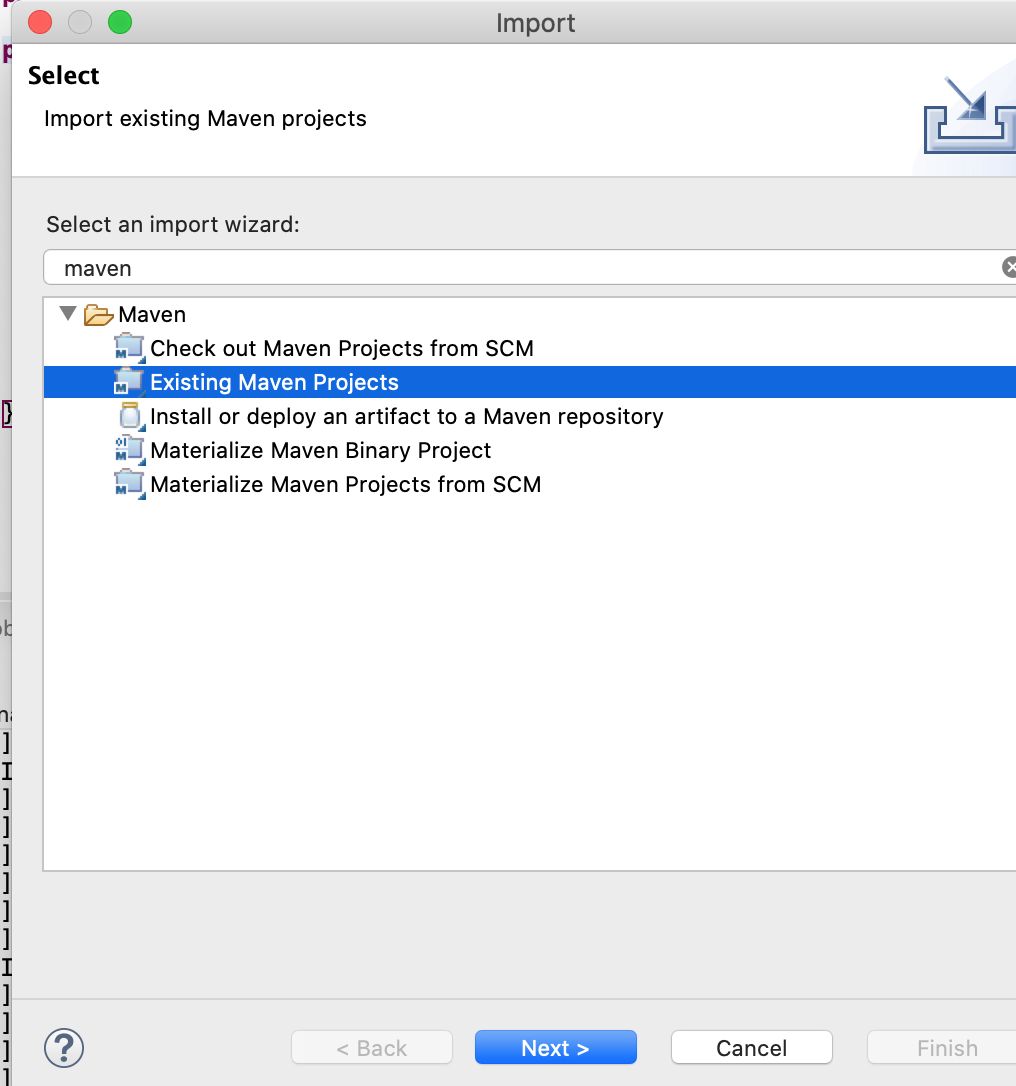 Import
Select
Import existing Maven projects
Select an import wizard:
maven
Maven
Check out Maven Projects from SCM
Existing Maven Projects
Install or deploy an artifact to a Maven repository
Materialize Maven Binary Project
Materialize Maven Projects from SCM
?
< Back
Next >
Cancel
Finish